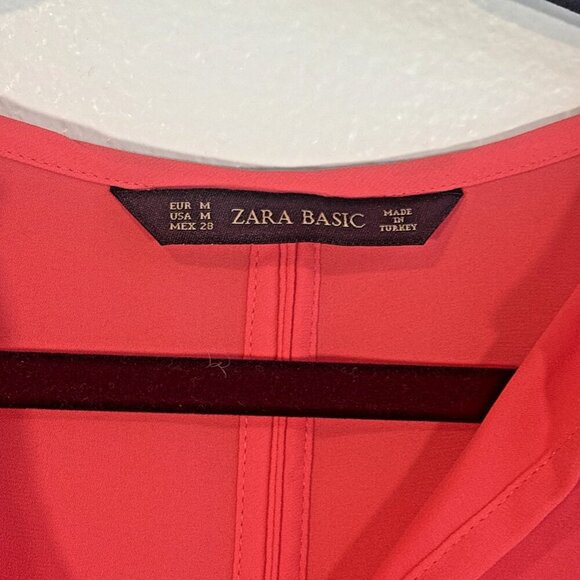 EUR M
USA M
MEX 28
ZARA BASIC
MADE
IN
TURKEY